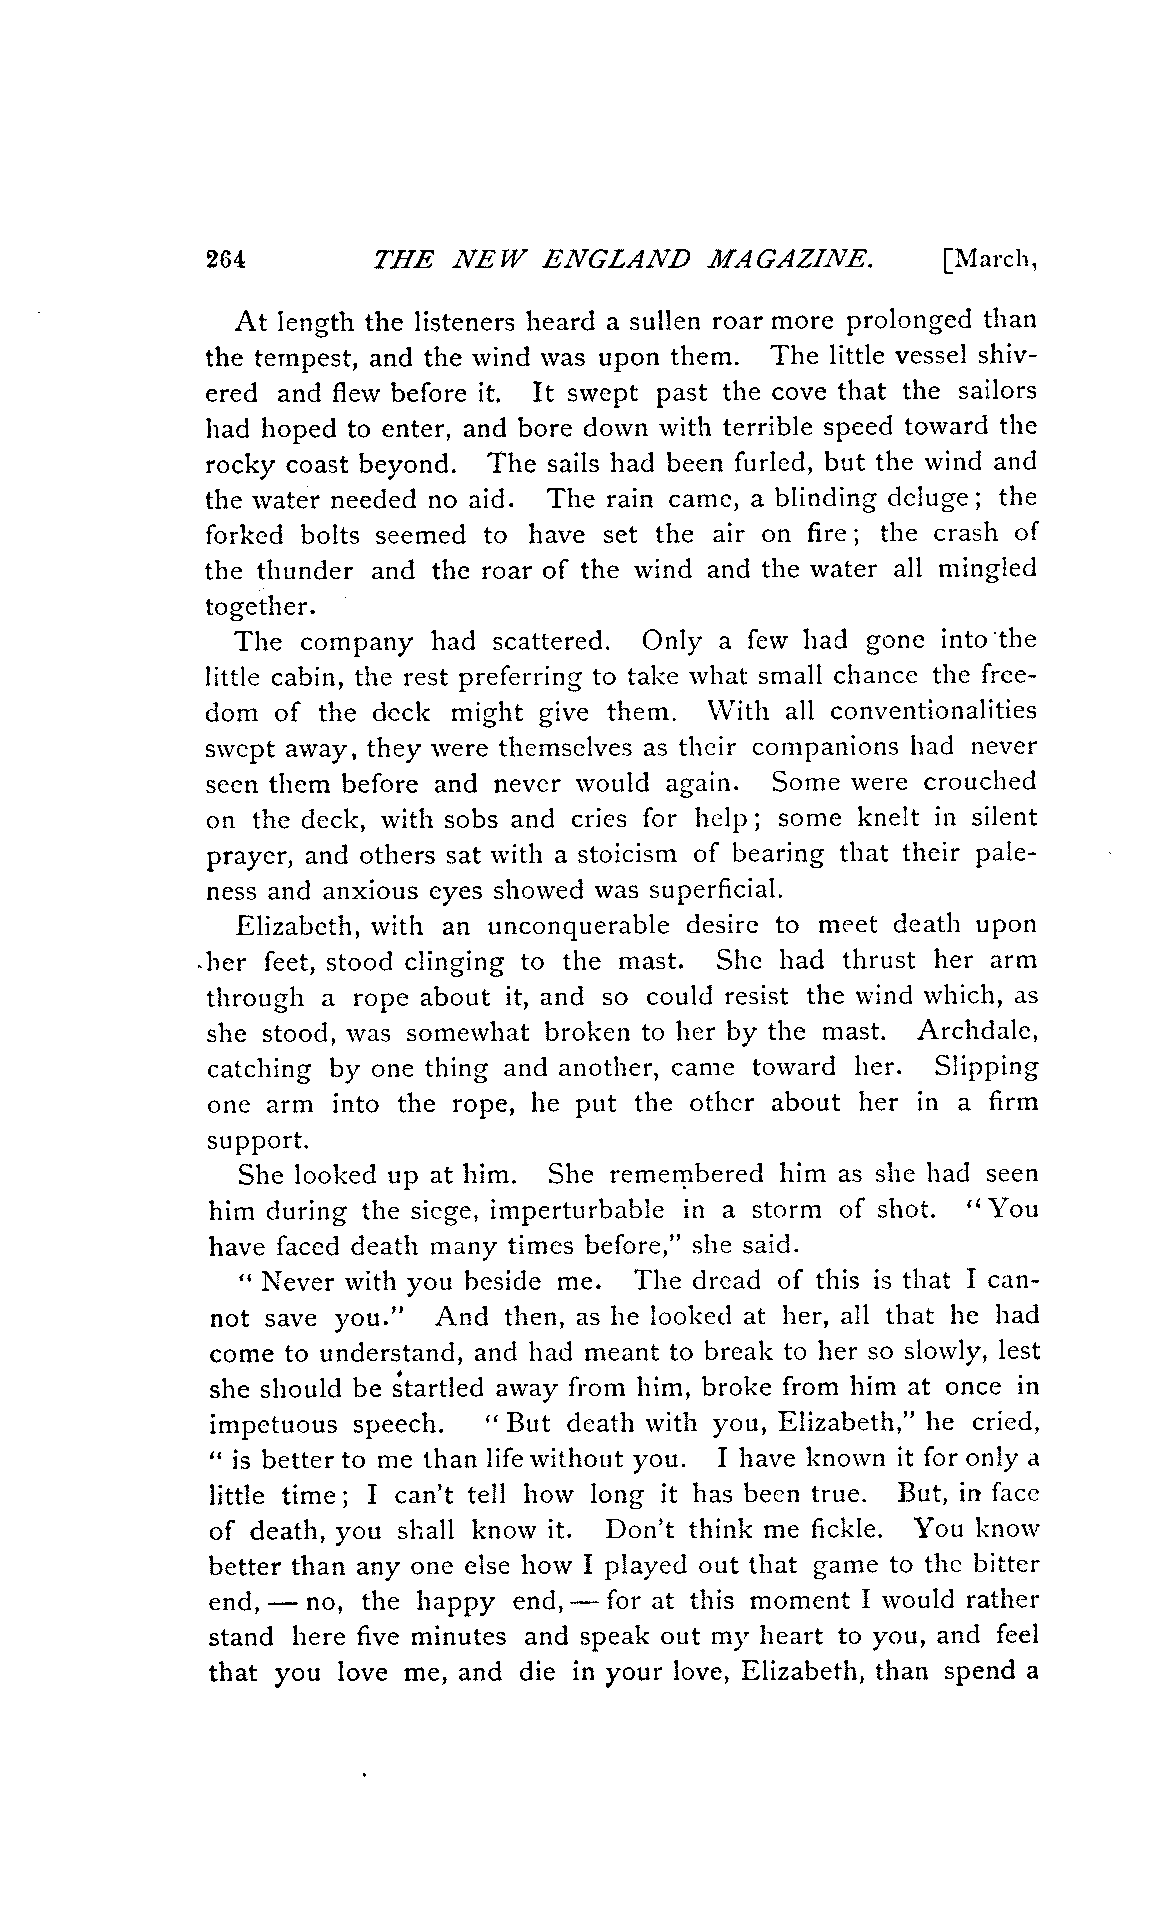 264 THE NEW ENGLAND MAGAZINE. [March,
At length the listeners heard a sullen roar more prolonged than
the tempest, and the wind was upon them. The little vessel shiv-
ered and flew before it. It swept past the cove that the sailors
had hoped to enter, and bore down with terrible speed toward the
rocky coast beyond. The sails had been furled, but the wind and
the water needed no aid. The rain came, a blinding deluge; the
forked bolts seemed to have set the air on fire; the crash of
the thunder and the roar of the wind and the water all mingled
together.
The company had scattered. Only a few had gone into the
little cabin, the rest preferring to take what small chance the free-
dom of the deck might give them. With all conventionalities
swept away, they were themselves as their companions had never
seen them before and never would again. Some were crouched
on the deck, with sobs and cries for help; some knelt in silent
prayer, and others sat with a stoicism of bearing that their pale-
ness and anxious eyes showed was superficial.
Elizabeth, with an unconquerable desire to meet death upon
her feet, stood clinging to the mast. She had thrust her arm
through a rope about it, and so could resist the wind which, as
she stood, was somewhat broken to her by the mast. Archdale,
catching by one thing and another, came toward her. Slipping
one arm into the rope, he put the other about her in a firm
support.
She looked up at him. She remembered him as she had seen
him during the siege, imperturbable in a storm of shot. "You
have faced death many times before," she said.
"Never with you beside me. The dread of this is that I can-
not save you." And then, as he looked at her, all that he had
come to understand, and had meant to break to her so slowly, lest
she should be startled away from him, broke from him at once in
impetuous speech. "But death with you, Elizabeth," he cried,
"is better to me than life without you. I have known it for only a
little time; I can't tell how long it has been true. But, in face
of death, you shall know it. Don't think me fickle. You know
better than any one else how I played out that game to the bitter
end, — no, the happy end, — for at this moment I would rather
stand here five minutes and speak out my heart to you, and feel
that you love me, and die in your love, Elizabeth, than spend a